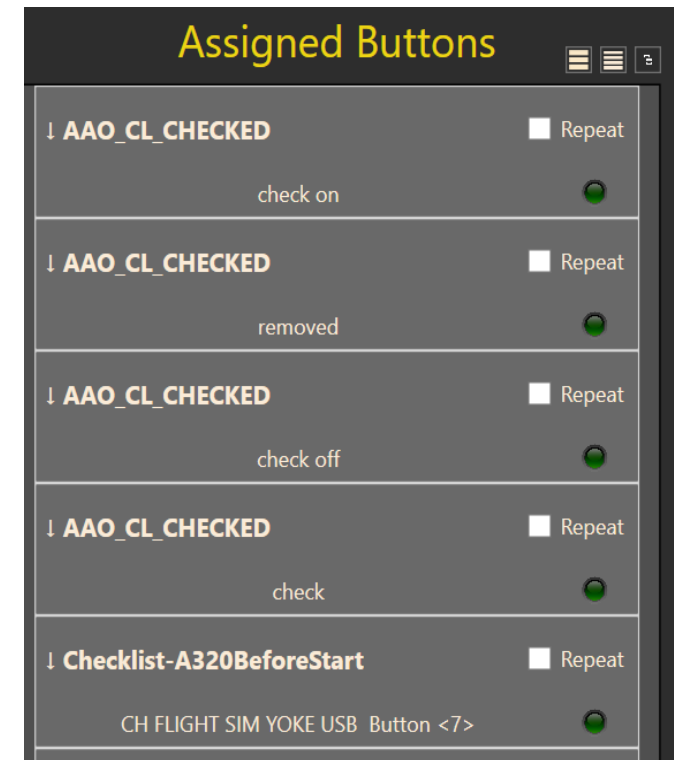 Assigned Buttons
↓ AAO_CL_CHECKED Repeat
check on
↓ AAO_CL_CHECKED Repeat
removed
↓ AAO_CL_CHECKED Repeat
check off
↓ AAO_CL_CHECKED Repeat
check
↓ Checklist-A320BeforeStart Repeat
CH FLIGHT SIM YOKE USB Button <7>